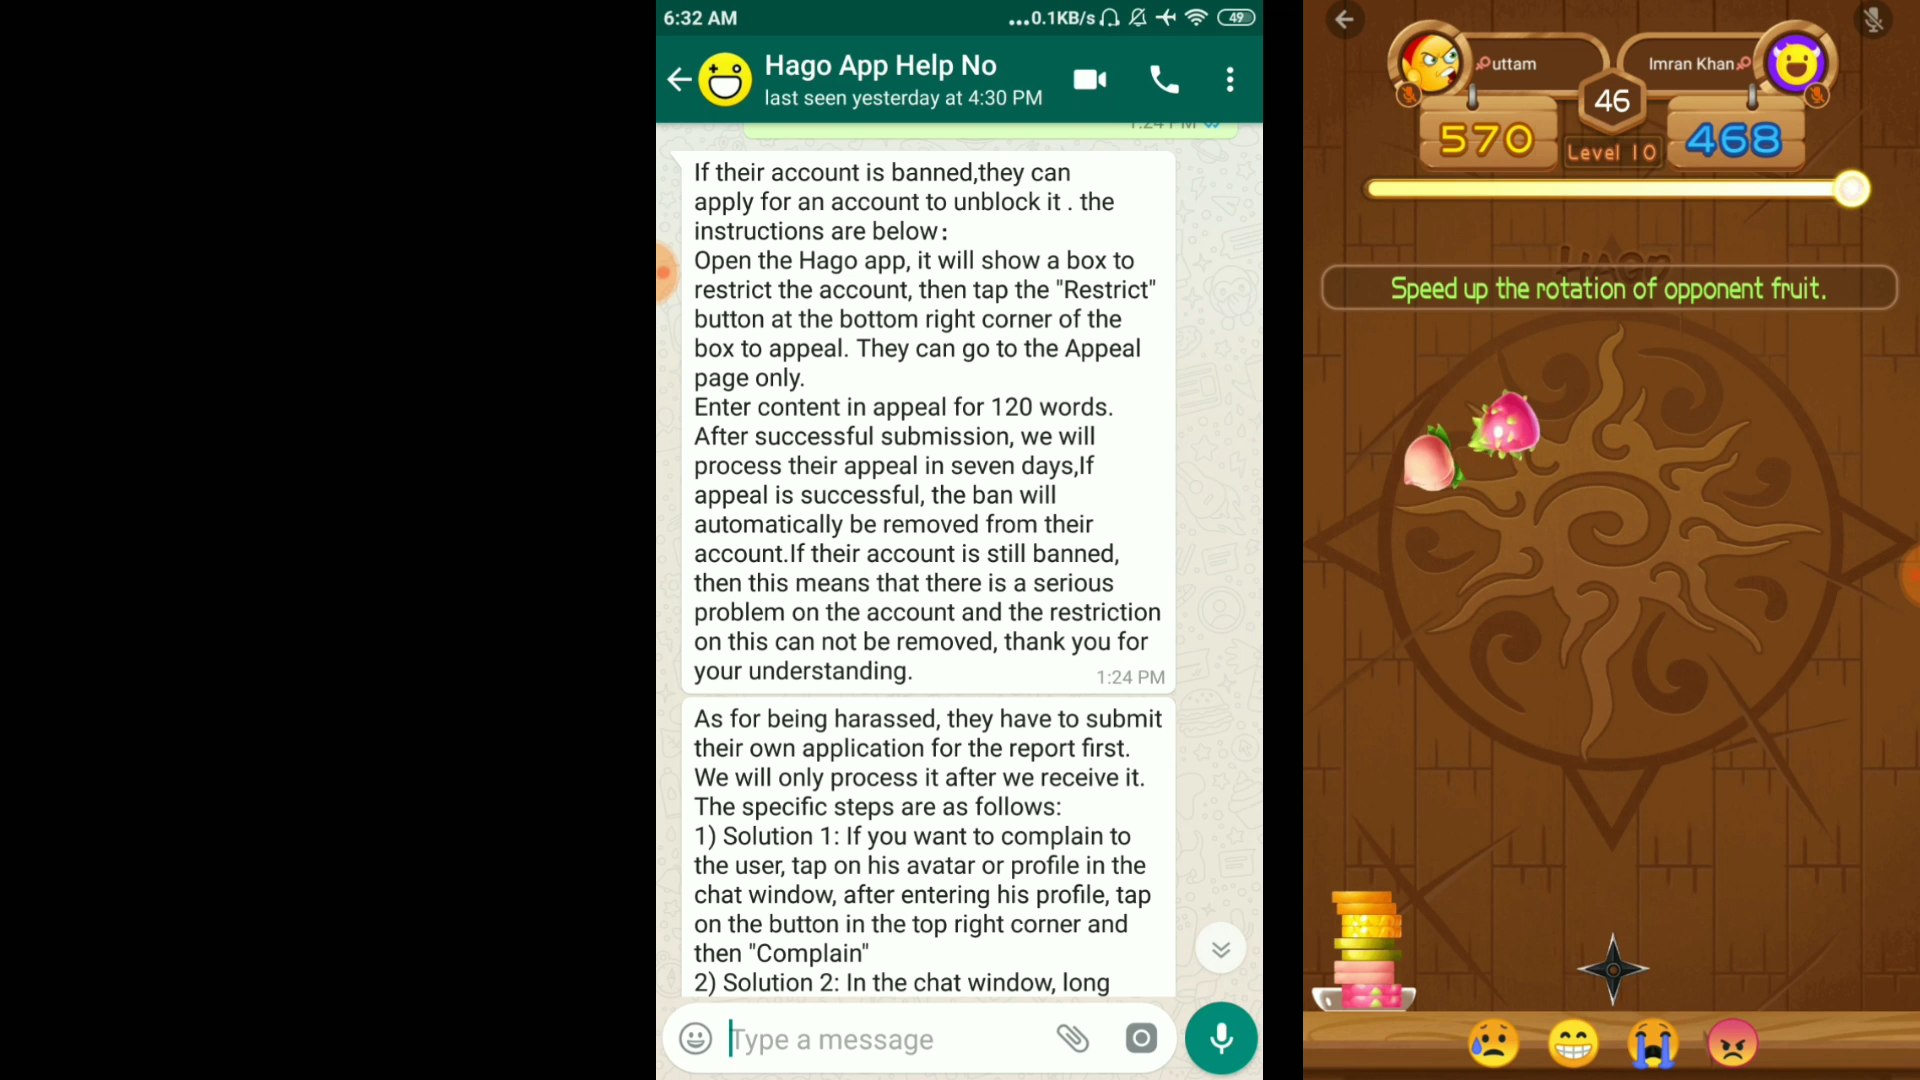 6:32 AM
...0.1KB/s
49
Hago App Help No
last seen yesterday at 4:30 PM
1:24 PM
If their account is banned,they can
apply for an account to unblock it . the
instructions are below:
Open the Hago app, it will show a box to
restrict the account, then tap the "Restrict"
button at the bottom right corner of the
box to appeal. They can go to the Appeal
page only.
Enter content in appeal for 120 words.
After successful submission, we will
process their appeal in seven days,If
appeal is successful, the ban will
automatically be removed from their
account.If their account is still banned,
then this means that there is a serious
problem on the account and the restriction
on this can not be removed, thank you for
your understanding.
1:24 PM
As for being harassed, they have to submit
their own application for the report first.
We will only process it after we receive it.
The specific steps are as follows:
1) Solution 1: If you want to complain to
the user, tap on his avatar or profile in the
chat window, after entering his profile, tap
on the button in the top right corner and
then "Complain"
2) Solution 2: In the chat window, long
Type a message
uttam
Imran Khan
46
570
468
Level 10
HAGO
Speed up the rotation of opponent fruit.